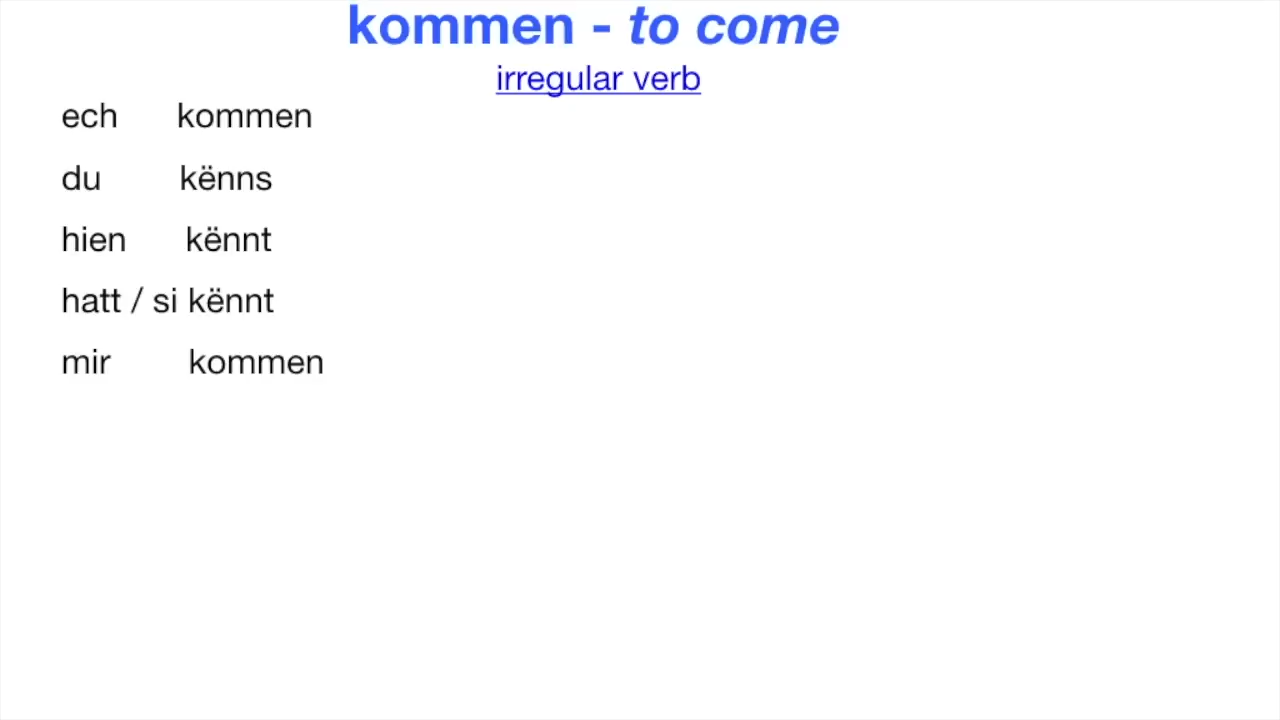 kommen - to come
irregular verb
ech kommen
du kënns
hien kënnt
hatt / si kënnt
mir kommen